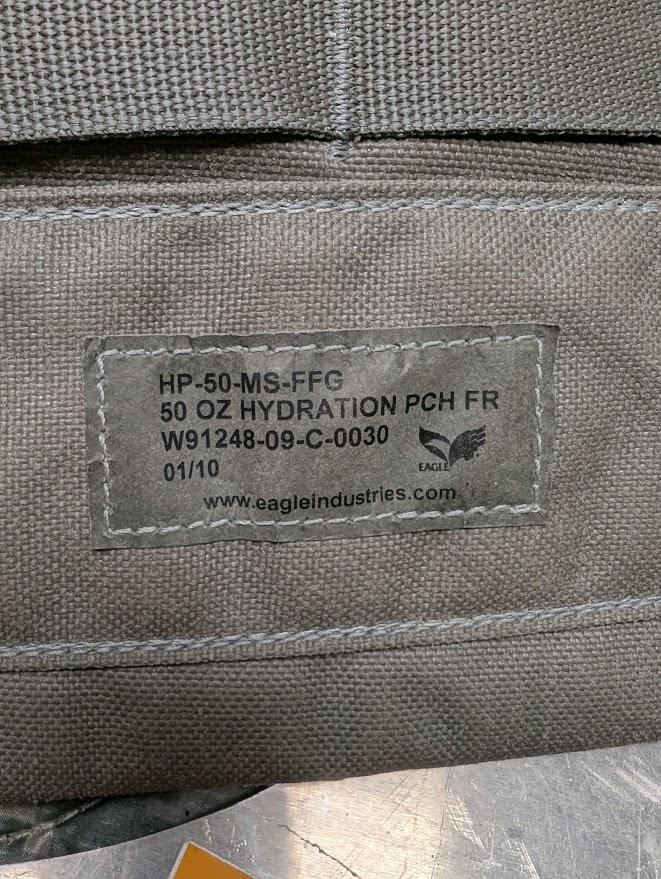 HP-50-MS-FFG
50 OZ HYDRATION PCH FR
W91248-09-C-0030
01/10
EAGLE
www.eagleindustries.com